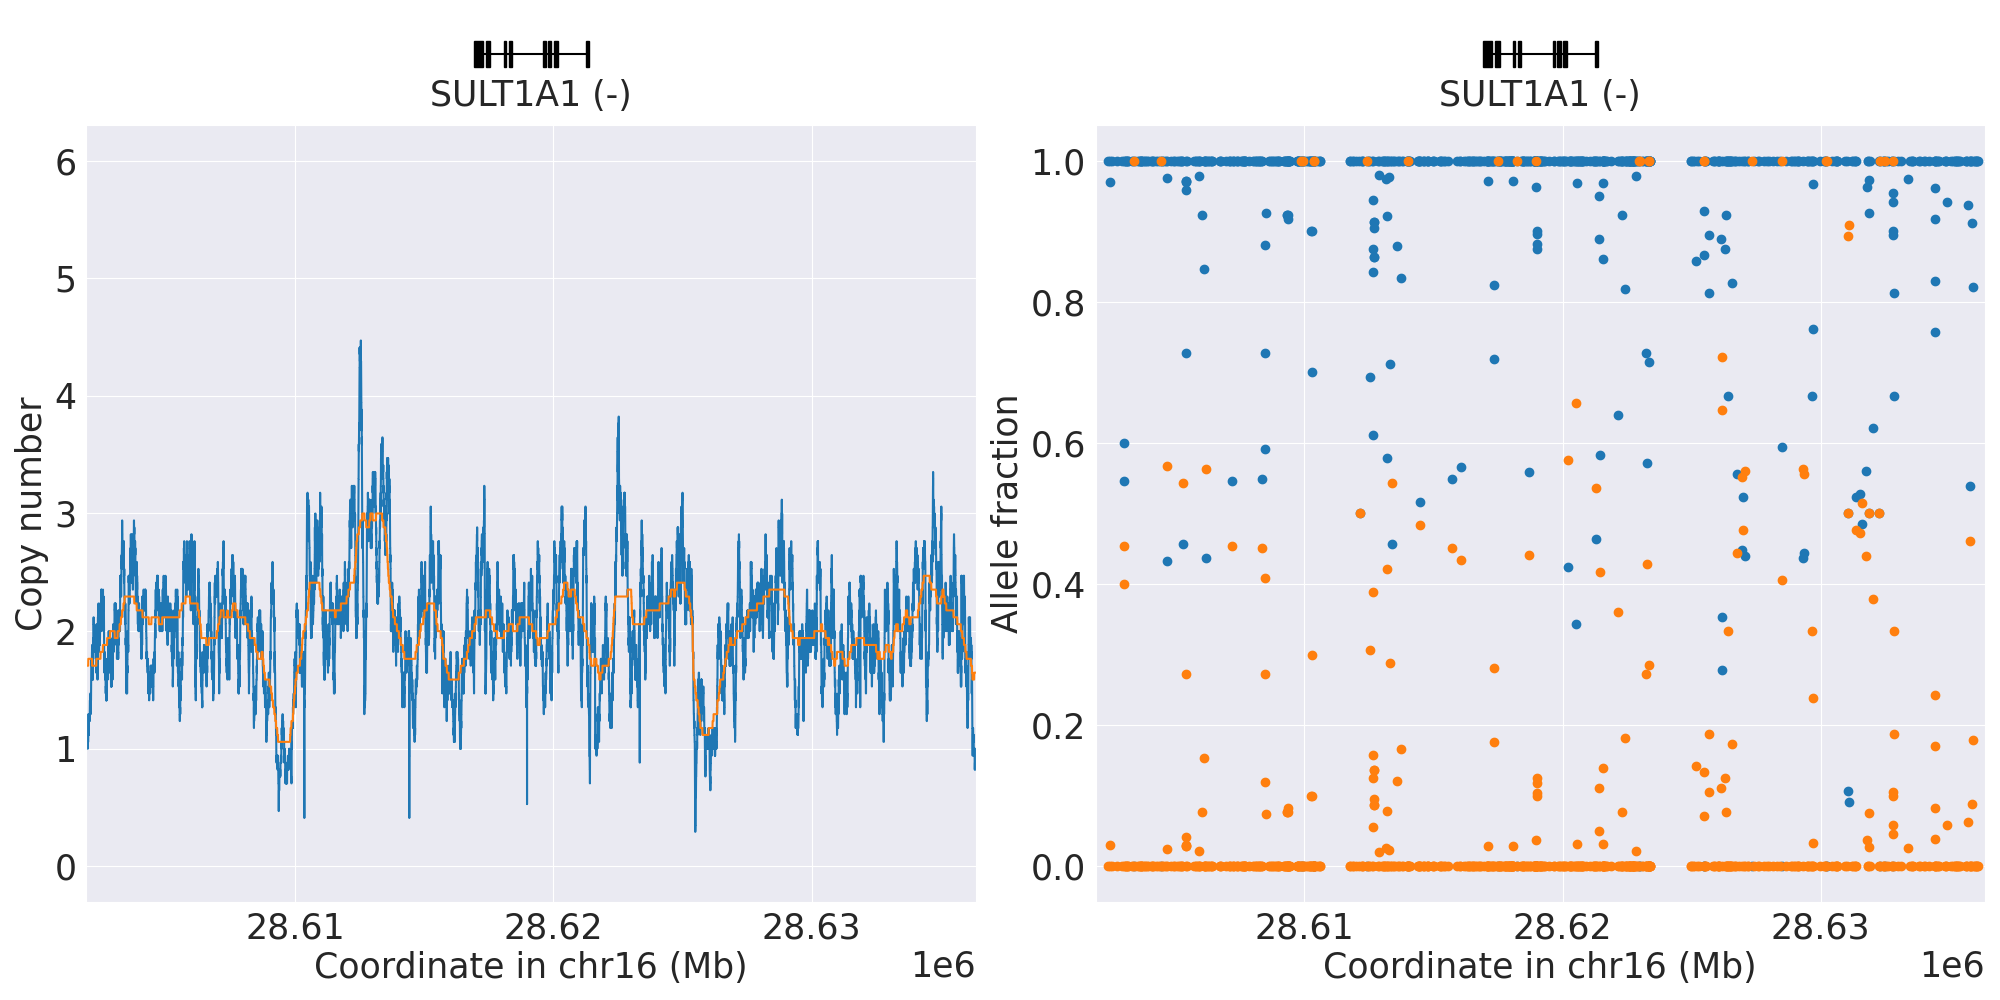 SULT1A1 (-)
6
5
4
3
2
1
0
Copy number
28.61
28.62
28.63
Coordinate in chr16 (Mb)
1e6
SULT1A1 (-)
1.0
0.8
0.6
0.4
0.2
0.0
Allele fraction
28.61
28.62
28.63
Coordinate in chr16 (Mb)
1e6